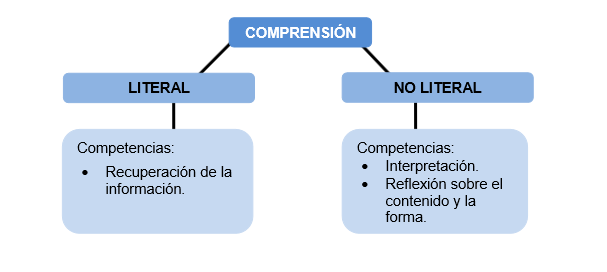 COMPRENSIÓN
LITERAL
NO LITERAL
Competencias:
• Recuperación de la
información.
Competencias:
• Interpretación.
• Reflexión sobre el
contenido y la
forma.